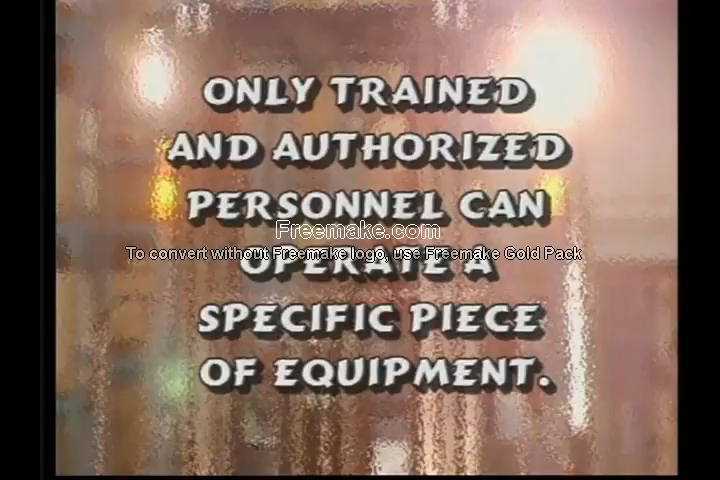 ONLY TRAINED
AND AUTHORIZED
PERSONNEL CAN
Freemake.com
To convert without Freemake logo, use Freemake Gold Pack
OPERATE A
SPECIFIC PIECE
OF EQUIPMENT.